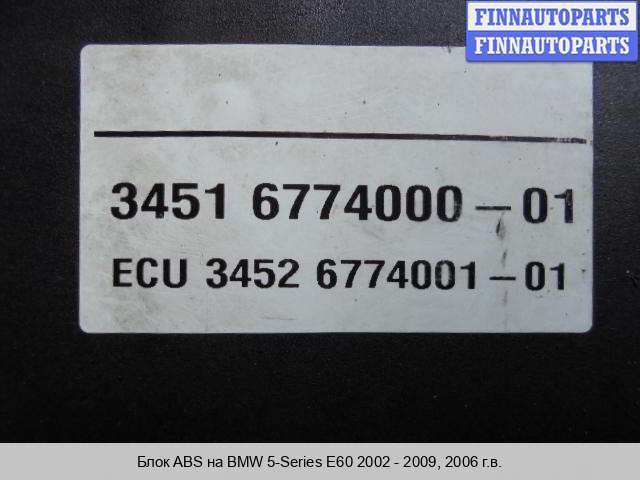 FINNAUTOPARTS
FINNAUTOPARTS
3451 6774000-01
ECU 3452 6774001-01
Блок ABS на BMW 5-Series E60 2002 - 2009, 2006 г.в.